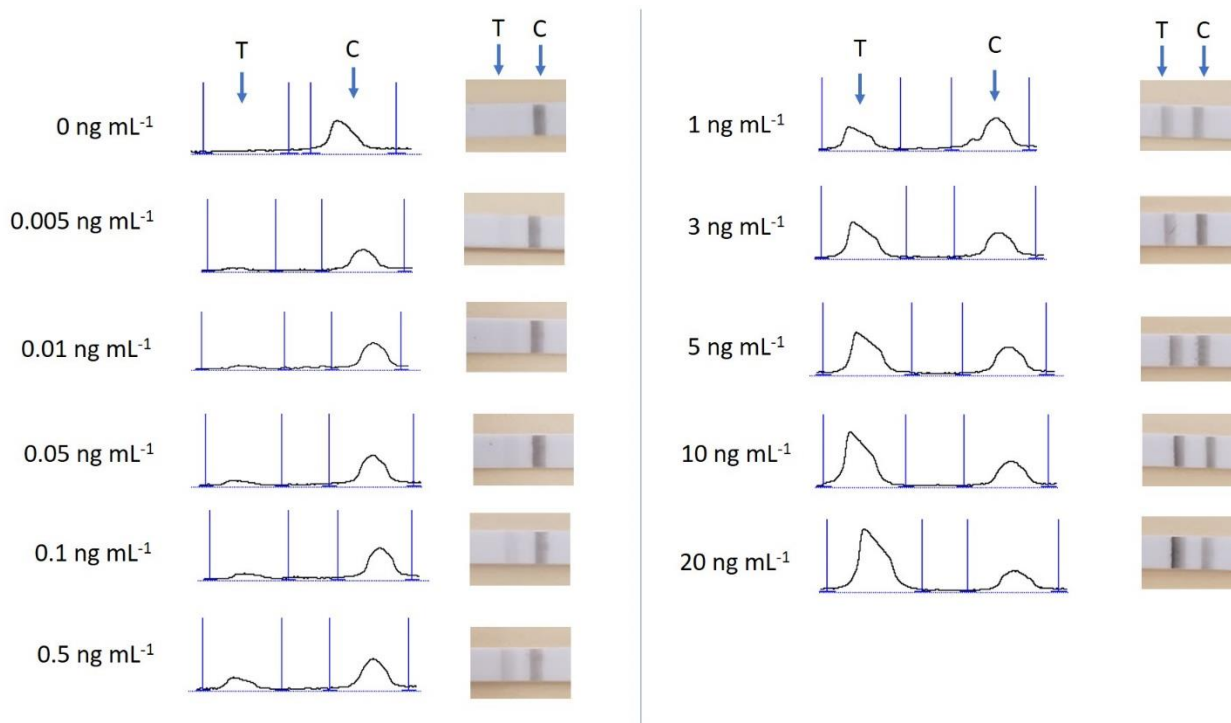 T C T C
0 ng mL-1
0.005 ng mL-1
0.01 ng mL-1
0.05 ng mL-1
0.1 ng mL-1
0.5 ng mL-1
T C T C
1 ng mL-1
3 ng mL-1
5 ng mL-1
10 ng mL-1
20 ng mL-1